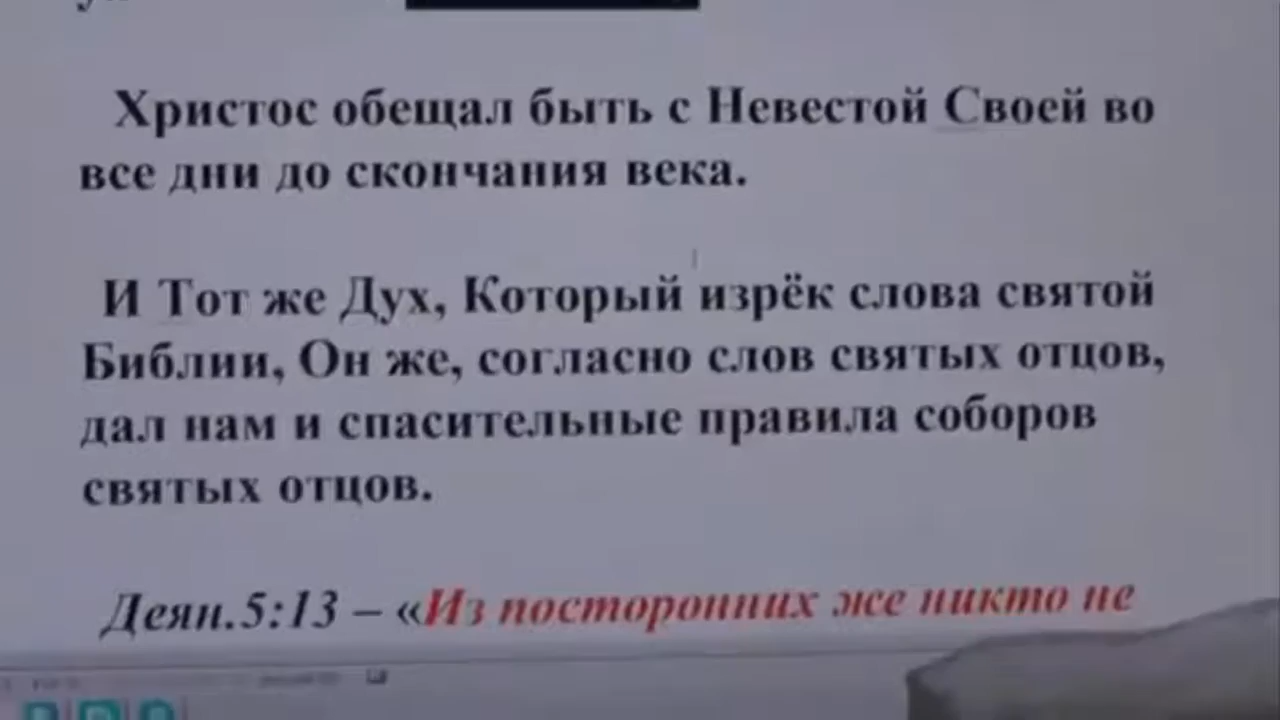 Христос обещал быть с Невестой Своей во
все дни до скончания века.
И Тот же Дух, Который изрёк слова святой
Библии, Он же, согласно слов святых отцов,
дал нам и спасительные правила соборов
святых отцов.
Деян.5:13 – «Из посторонних же никто не